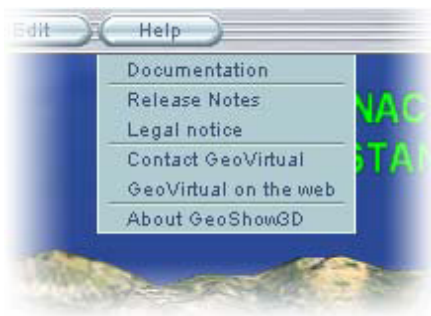 Edit Help
Documentation
Release Notes
Legal notice
Contact GeoVirtual
GeoVirtual on the web
About GeoShow3D